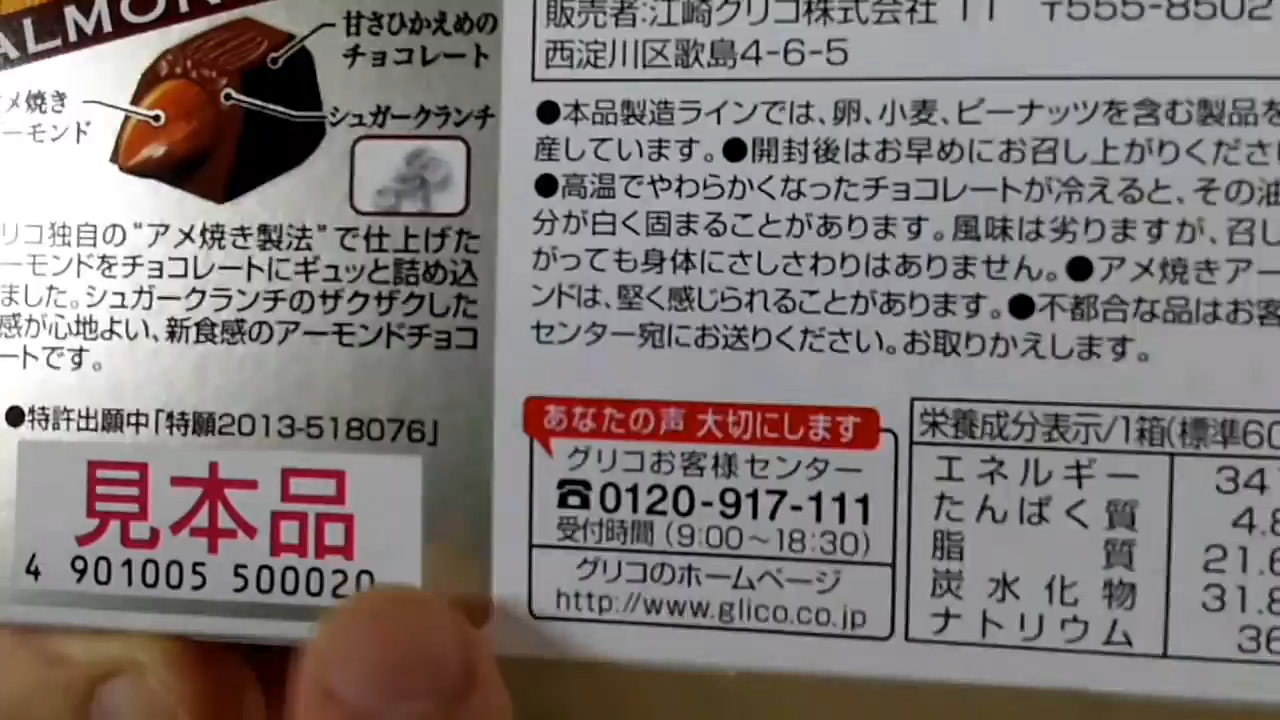 ALMON
甘さひかえめの
チョコレート
メ焼き
ーモンド
シュガークランチ
リコ独自の“アメ焼き製法”で仕上げた
ーモンドをチョコレートにギュッと詰め込
ました。シュガークランチのザクザクした
感が心地よい、新食感のアーモンドチョコ
ートです。
●特許出願中「特願2013-518076」
見本品
4 901005 500020
販売者:江崎グリコ株式会社 11 〒555-8502
西淀川区歌島4-6-5
●本品製造ラインでは、卵、小麦、ピーナッツを含む製品を
産しています。●開封後はお早めにお召し上がりくださ
●高温でやわらかくなったチョコレートが冷えると、その油
分が白く固まることがあります。風味は劣りますが、召し
がっても身体にさしさわりはありません。●アメ焼きアー
ンドは、堅く感じられることがあります。●不都合な品はお客
センター宛にお送りください。お取りかえします。
あなたの声 大切にします
グリコお客様センター
☎0120-917-111
受付時間(9:00～18:30)
グリコのホームページ
http://www.glico.co.jp
栄養成分表示/1箱(標準60
エネルギー 34
たんぱく質 4.8
脂質 21.6
炭水化物 31.8
ナトリウム 36